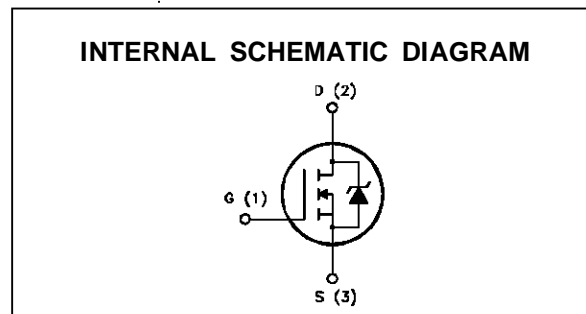 INTERNAL SCHEMATIC DIAGRAM
D (2)
G (1)
S (3)